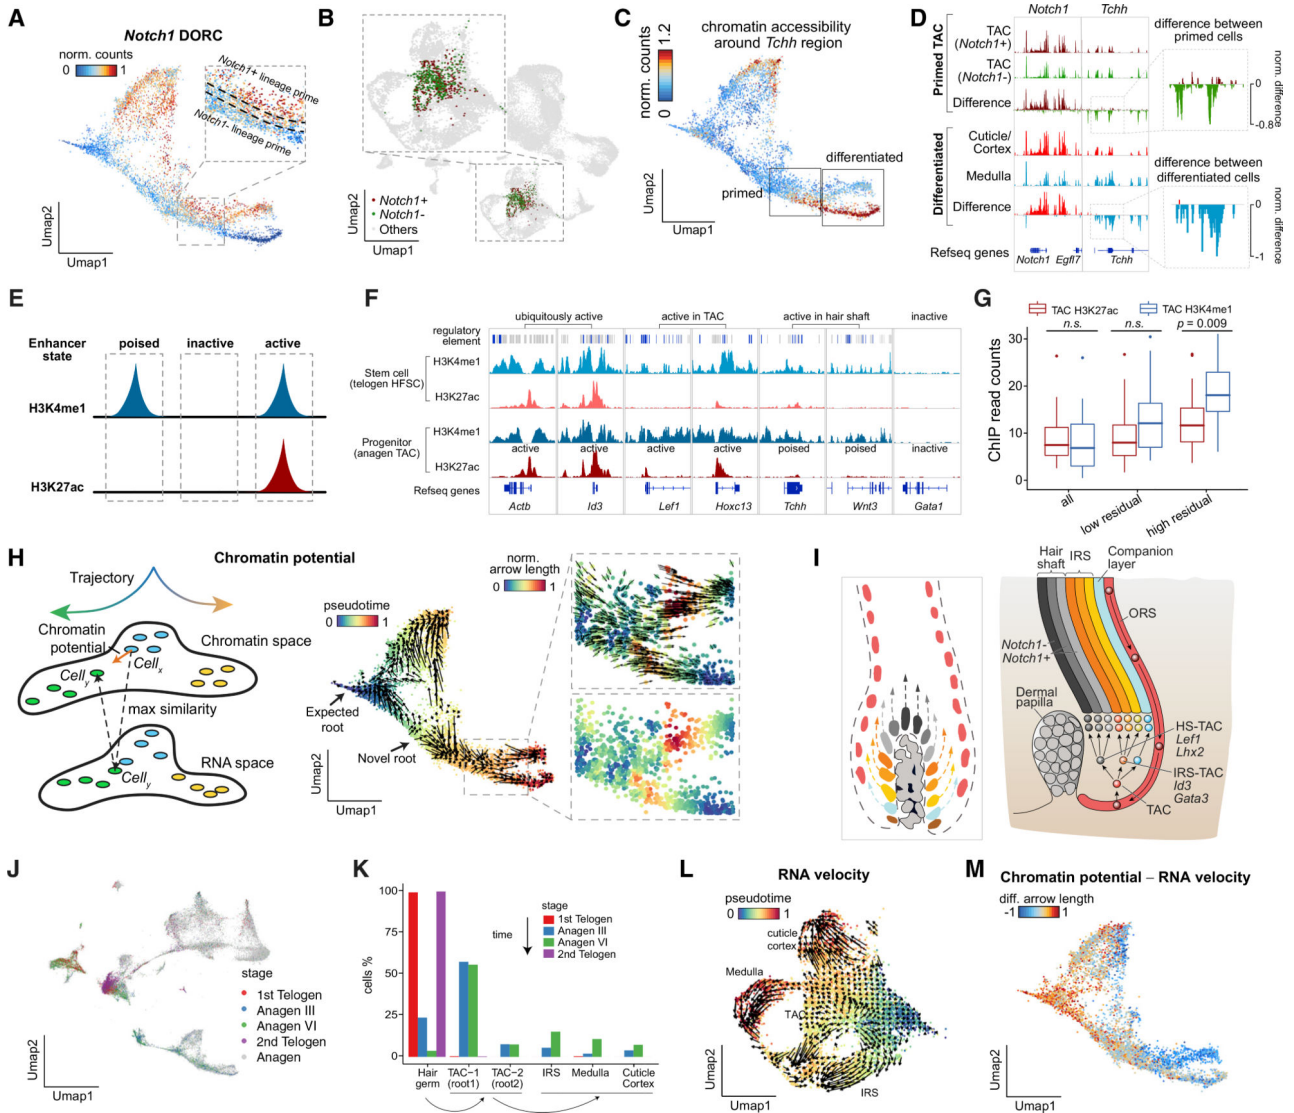 A
Notch1 DORC
norm. counts
0 1
Notch1+ lineage prime
Notch1- lineage prime
Umap2
Umap1
B
Notch1+
Notch1-
Others
Umap2
Umap1
C
chromatin accessibility
around Tchh region
norm. counts
0 1.2
differentiated
primed
Umap2
Umap1
D
Notch1 Tchh
Primed TAC
TAC
(Notch1+)
TAC
(Notch1-)
Difference
Differentiated
Cuticle/
Cortex
Medulla
Difference
Refseq genes
Notch1 Egfl7 Tchh
difference between
primed cells
0
-0.8
norm. difference
difference between
differentiated cells
0
-1
norm. difference
E
Enhancer
state
poised inactive active
H3K4me1
H3K27ac
F
ubiquitously active active in TAC active in hair shaft inactive
regulatory
element
Stem cell
(telogen HFSC)
H3K4me1
H3K27ac
Progenitor
(anagen TAC)
H3K4me1
active active active active poised poised inactive
H3K27ac
Refseq genes
Actb Id3 Lef1 Hoxc13 Tchh Wnt3 Gata1
G
TAC H3K27ac TAC H3K4me1
n.s. n.s. p = 0.009
ChIP read counts
30
20
10
0
all low residual high residual
H
Chromatin potential
Trajectory
Chromatin
potential
Chromatin space
Cell x
Cell y
max similarity
RNA space
Cell y
pseudotime
0 1
Expected
root
Novel root
Umap2
Umap1
norm.
arrow length
0 1
I
Hair
shaft
IRS
Companion
layer
ORS
Notch1-
Notch1+
Dermal
papilla
HS-TAC
Lef1
Lhx2
IRS-TAC
Id3
Gata3
TAC
J
stage
1st Telogen
Anagen III
Anagen VI
2nd Telogen
Anagen
Umap2
Umap1
K
cells %
100
75
50
25
0
time
stage
1st Telogen
Anagen III
Anagen VI
2nd Telogen
Hair
germ
TAC-1
(root1)
TAC-2
(root2)
IRS
Medulla
Cuticle
Cortex
L
RNA velocity
pseudotime
0 1
cuticle
cortex
Medulla
TAC
IRS
Umap2
Umap1
M
Chromatin potential – RNA velocity
diff. arrow length
-1 1
Umap2
Umap1